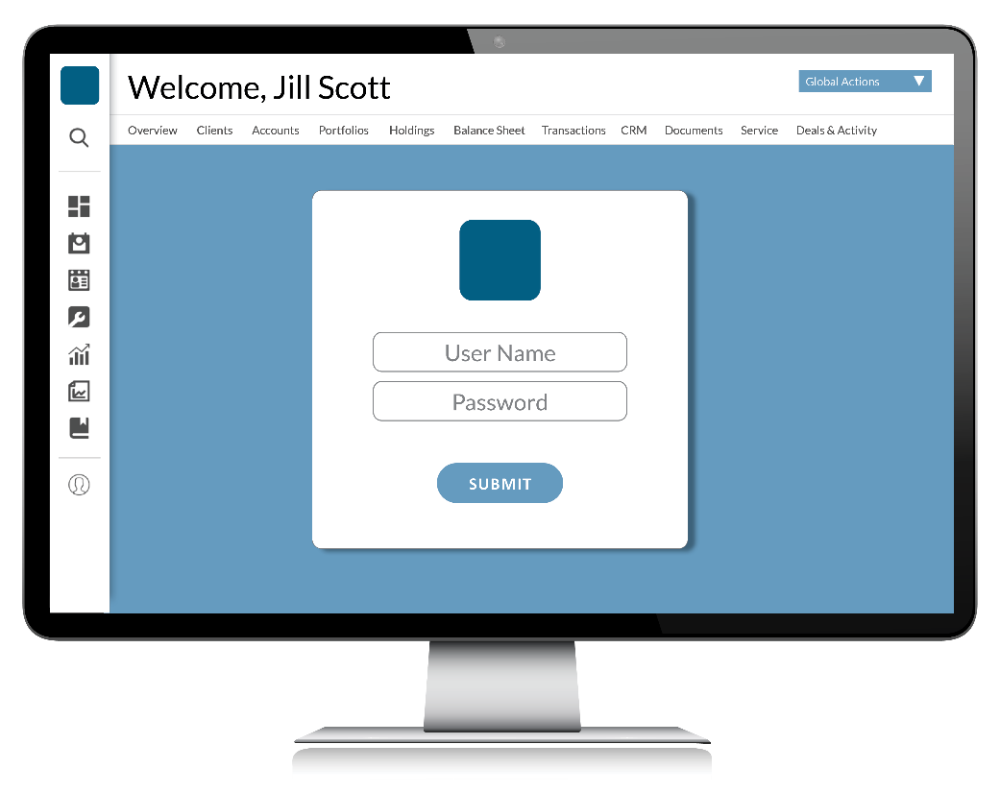 Welcome, Jill Scott
Global Actions
Overview Clients Accounts Portfolios Holdings Balance Sheet Transactions CRM Documents Service Deals & Activity
User Name
Password
SUBMIT